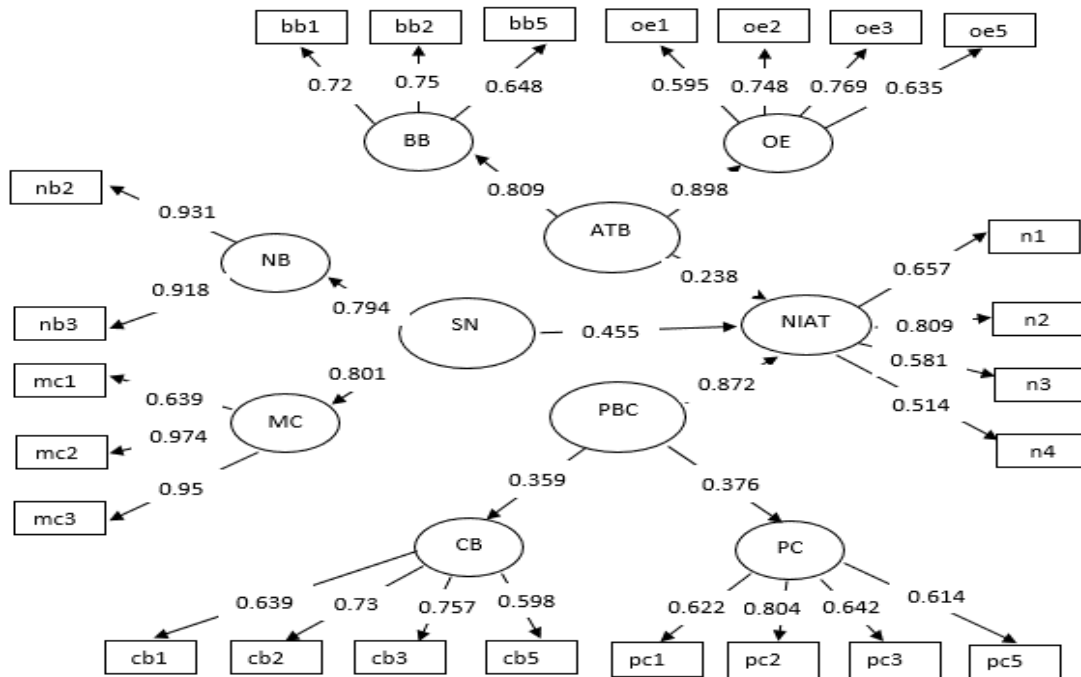 bb1 bb2 bb5 oe1 oe2 oe3 oe5
0.72 0.75 0.648 0.595 0.748 0.769 0.635
BB OE
nb2 0.809 0.898
0.931
ATB
n1
NB
0.238 0.657
0.918 0.794
nb3 SN 0.455 NIAT 0.809 n2
mc1 0.801 0.872 0.581 n3
0.639 PBC
MC 0.514
0.974
mc2 n4
0.95 0.359 0.376
mc3
CB PC
0.639 0.73 0.757 0.598 0.622 0.804 0.642 0.614
cb1 cb2 cb3 cb5 pc1 pc2 pc3 pc5